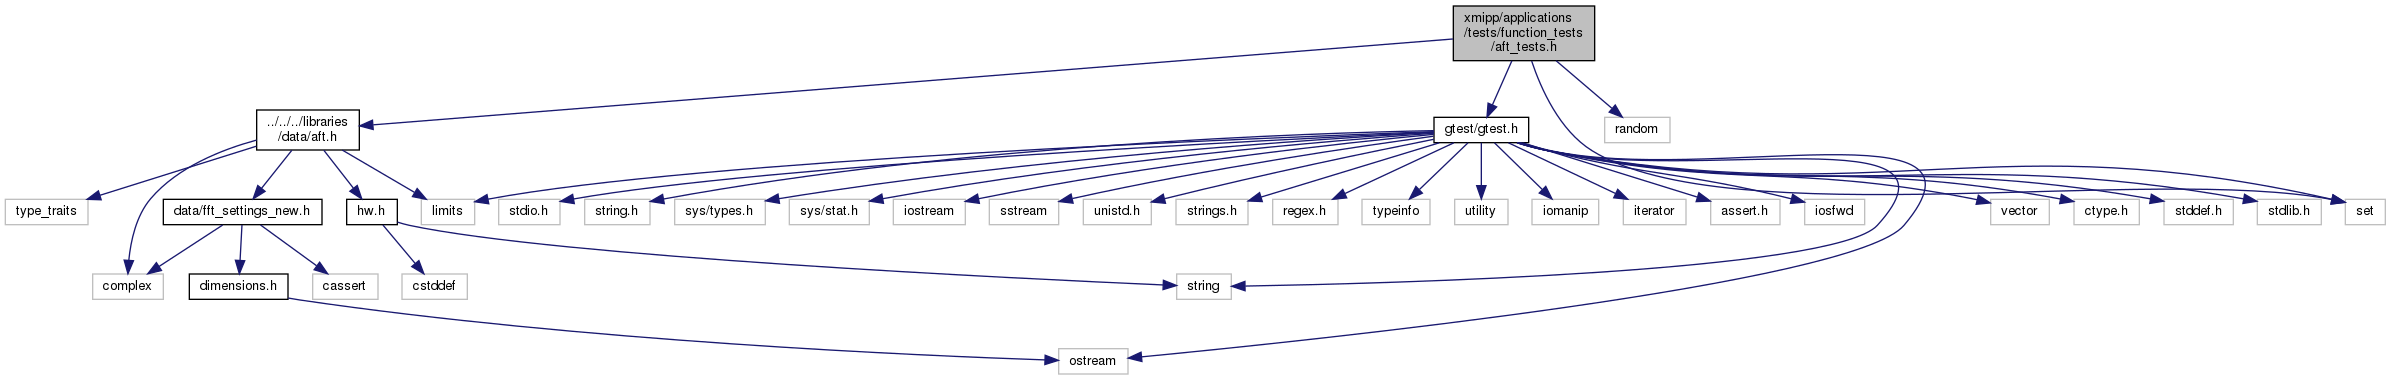 xmipp/applications
/tests/function_tests
/aft_tests.h
../../../libraries
/data/aft.h
gtest/gtest.h
random
type_traits
data/fft_settings_new.h
hw.h
limits
stdio.h
string.h
sys/types.h
sys/stat.h
iostream
sstream
unistd.h
strings.h
regex.h
typeinfo
utility
iomanip
iterator
assert.h
iosfwd
vector
ctype.h
stddef.h
stdlib.h
set
complex
dimensions.h
cassert
cstddef
string
ostream